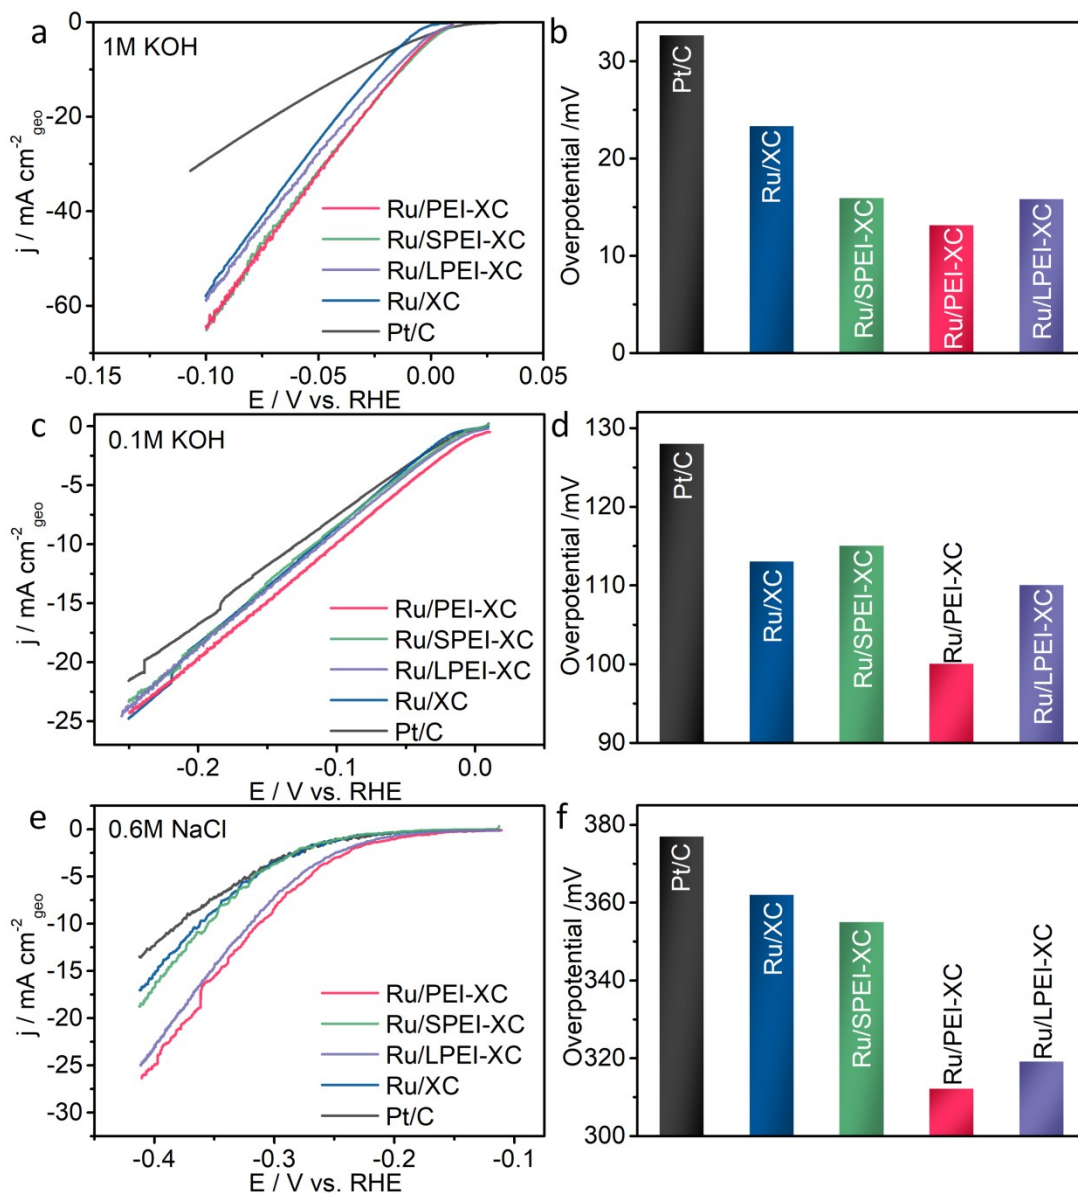 a
1M KOH
j / mA cm-2 geo
0
-20
-40
-60
Ru/PEI-XC
Ru/SPEI-XC
Ru/LPEI-XC
Ru/XC
Pt/C
-0.15
-0.10
-0.05
0.00
0.05
E / V vs. RHE
b
Overpotential /mV
30
20
10
0
Pt/C
Ru/XC
Ru/SPEI-XC
Ru/PEI-XC
Ru/LPEI-XC
c
0.1M KOH
j / mA cm-2 geo
0
-5
-10
-15
-20
-25
Ru/PEI-XC
Ru/SPEI-XC
Ru/LPEI-XC
Ru/XC
Pt/C
-0.2
-0.1
0.0
E / V vs. RHE
d
Overpotential /mV
130
120
110
100
90
Pt/C
Ru/XC
Ru/SPEI-XC
Ru/PEI-XC
Ru/LPEI-XC
e
0.6M NaCl
j / mA cm-2 geo
0
-5
-10
-15
-20
-25
-30
Ru/PEI-XC
Ru/SPEI-XC
Ru/LPEI-XC
Ru/XC
Pt/C
-0.4
-0.3
-0.2
-0.1
E / V vs. RHE
f
Overpotential /mV
380
360
340
320
300
Pt/C
Ru/XC
Ru/SPEI-XC
Ru/PEI-XC
Ru/LPEI-XC